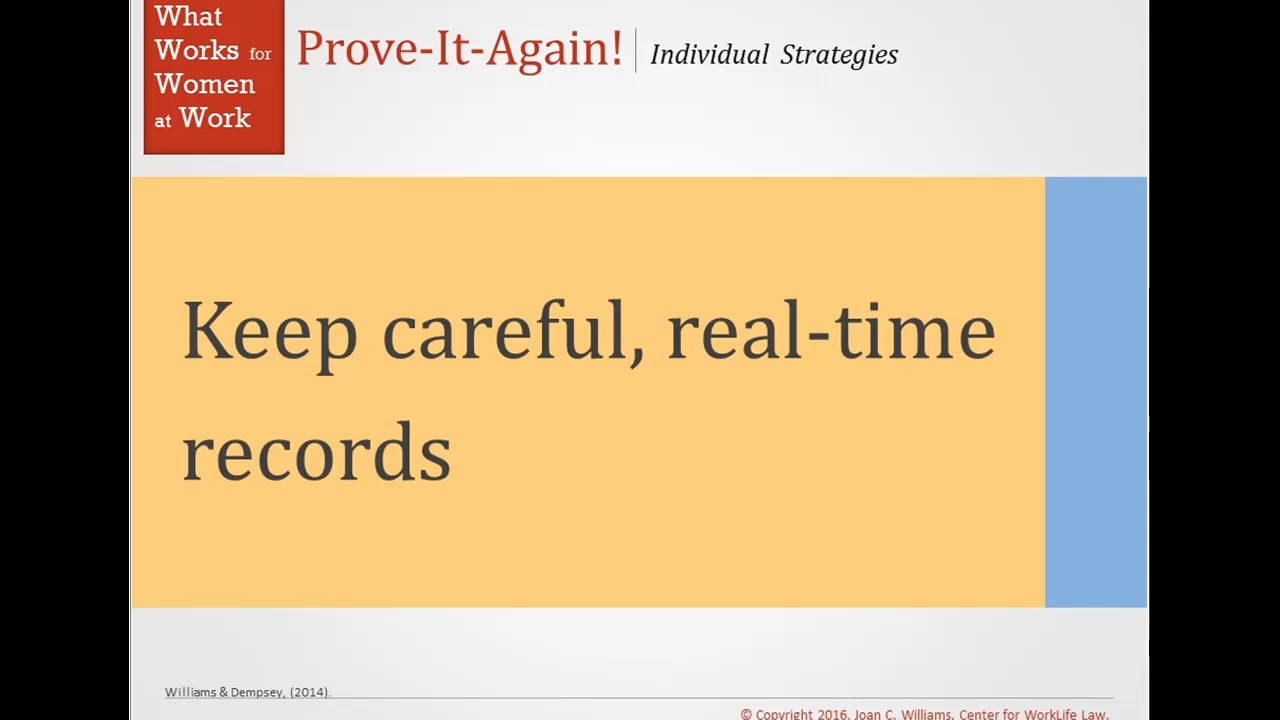 What
Works for
Women
at Work
Prove-It-Again! Individual Strategies
Keep careful, real-time
records
Williams & Dempsey, (2014).
© Copyright 2016. Joan C. Williams. Center for WorkLife Law.